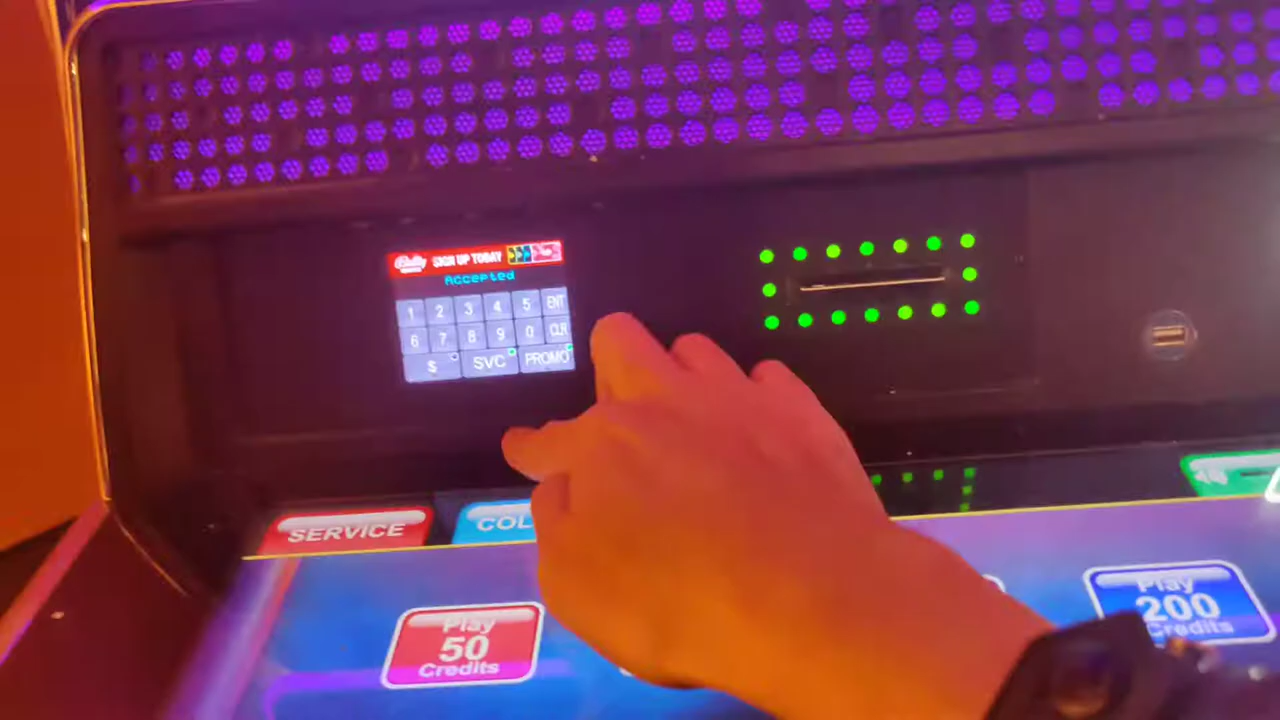 Bally SIGN UP TODAY
Accepted
1 2 3 4 5 ENT
6 7 8 9 0 CLR
$ SVC PROMO
SERVICE
COL
Play
50
Credits
Play
200
Credits